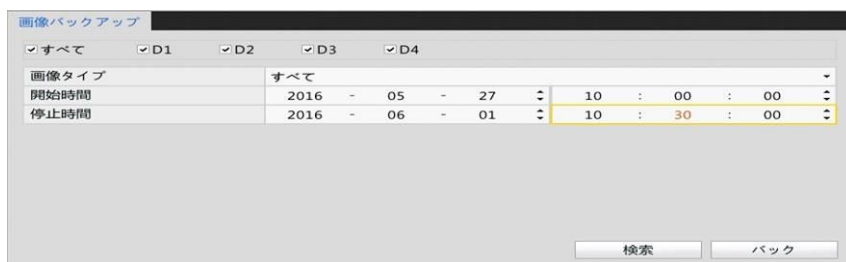 画像バックアップ
すべて D1 D2 D3 D4
画像タイプ すべて
開始時間 2016 - 05 - 27 10 : 00 : 00
停止時間 2016 - 06 - 01 10 : 30 : 00
検索 バック